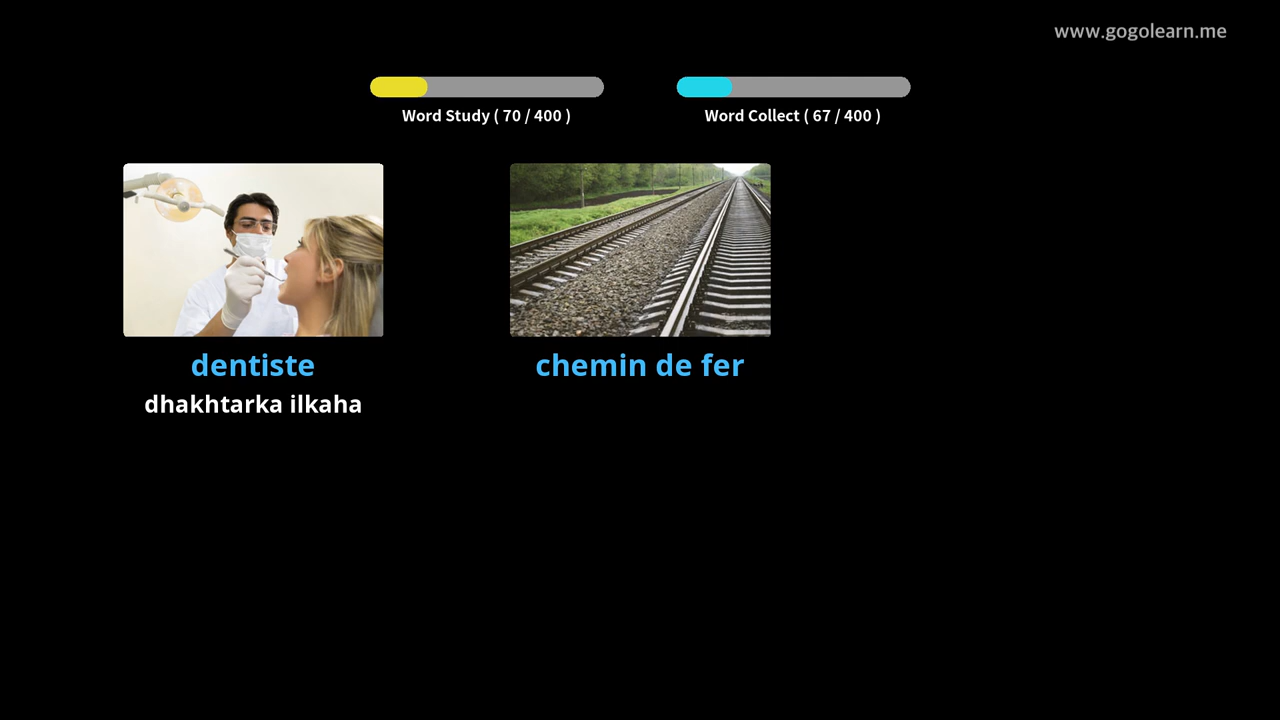 www.gogolearn.me
Word Study ( 70 / 400 )
Word Collect ( 67 / 400 )
dentiste
dhakhtarka ilkaha
chemin de fer